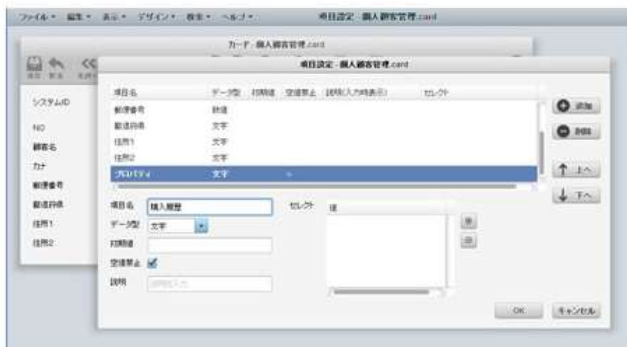 ファイル▼ 編集▼ 表示▼ デザイン▼ 検索▼ ヘルプ▼ 項目設定 - 個人顧客管理.card
カード - 個人顧客管理.card
項目設定 - 個人顧客管理.card
項目名 データ型 初期値 空値禁止 説明(入力時表示) セレクト
郵便番号 数値
都道府県 文字
住所1 文字
住所2 文字
プロパティ 文字
追加
削除
上へ
下へ
システムID
NO
顧客名
カナ
郵便番号
都道府県
住所1
住所2
項目名 購入履歴 セレクト 値
データ型 文字
初期値
空値禁止
説明
OK キャンセル